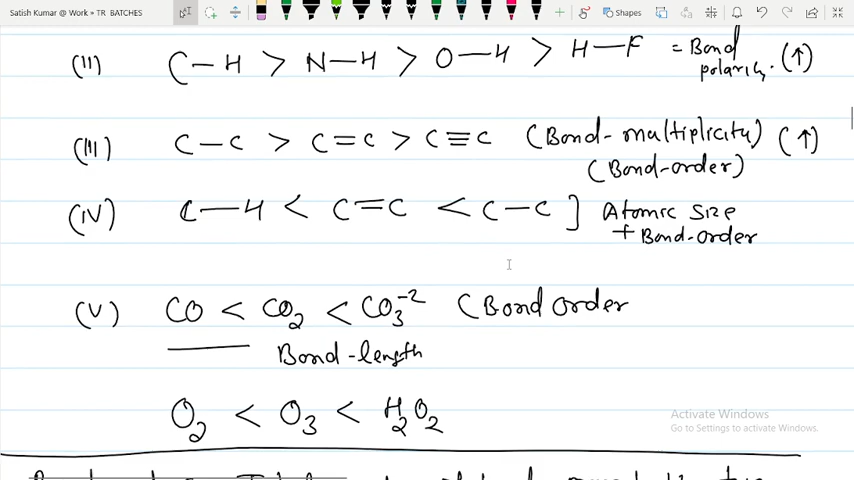 Satish Kumar @ Work » TR BATCHES
Shapes
(II) C-H > N-H > O-H > H-F = Bond polarity. (↑)
(III) C-C > C=C > C≡C (Bond-multiplicity) (↑)
(Bond-order)
(IV) C-H < C=C < C-C ] Atomic size
+ Bond-order
(V) CO < CO₂ < CO₃⁻² (Bond order
Bond-length
O₂ < O₃ < H₂O₂
Activate Windows
Go to Settings to activate Windows.